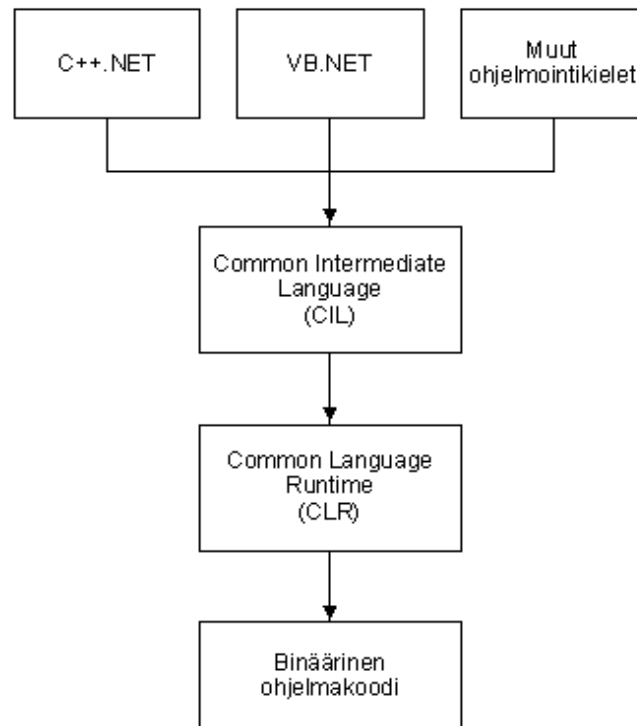 C++.NET
VB.NET
Muut
ohjelmointikielet
Common Intermediate
Language
(CIL)
Common Language
Runtime
(CLR)
Binäärinen
ohjelmakoodi